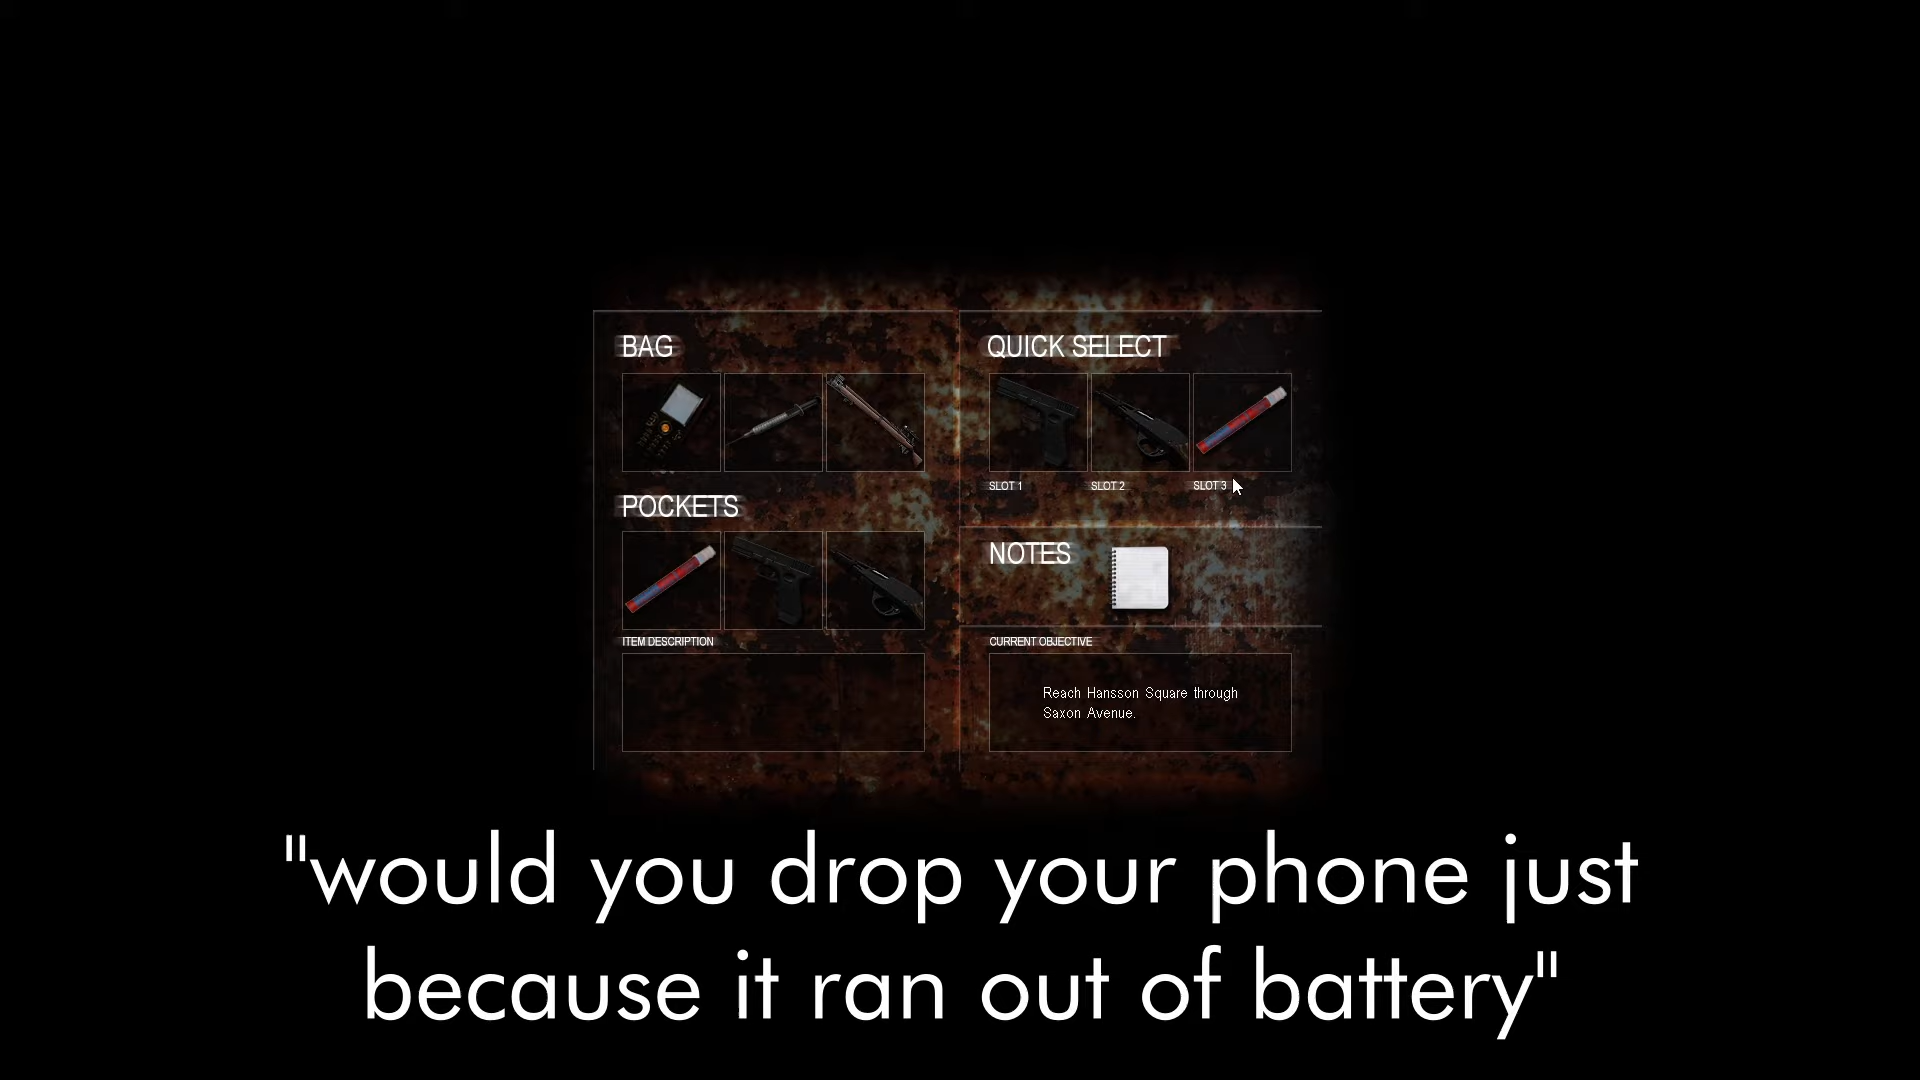 BAG
QUICK SELECT
SLOT 1
SLOT 2
SLOT 3
POCKETS
NOTES
ITEM DESCRIPTION
CURRENT OBJECTIVE
Reach Hansson Square through
Saxon Avenue.
"would you drop your phone just
because it ran out of battery"